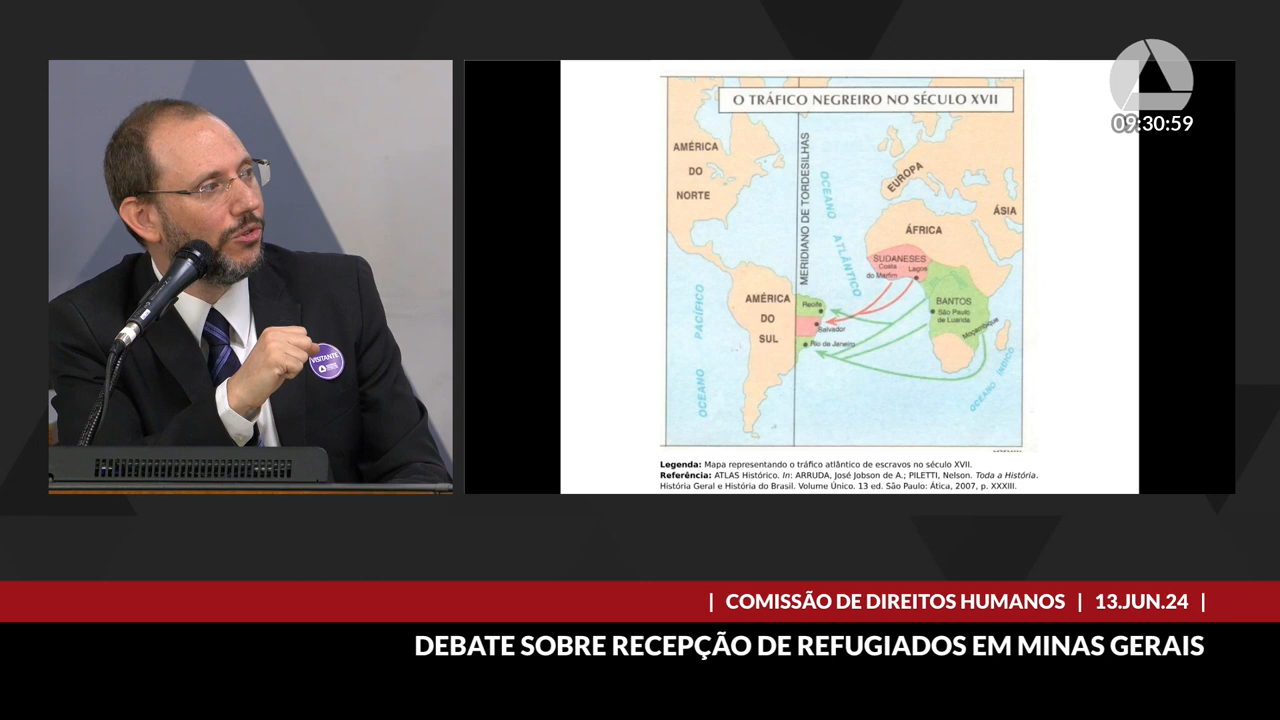 09:30:59
VISITANTE
O TRÁFICO NEGREIRO NO SÉCULO XVII
AMÉRICA
DO
NORTE
MERIDIANO DE TORDESILHAS
OCEANO ATLÂNTICO
EUROPA
ÁSIA
ÁFRICA
SUDANESES
Costa
do Marfim
Lagos
BANTOS
São Paulo
de Luanda
Moçambique
AMÉRICA
DO
SUL
Recife
Salvador
Rio de Janeiro
OCEANO PACÍFICO
OCEANO ÍNDICO
Legenda: Mapa representando o tráfico atlântico de escravos no século XVII.
Referência: ATLAS Histórico. In: ARRUDA, José Jobson de A.; PILETTI, Nelson. Toda a História.
História Geral e História do Brasil. Volume Único. 13 ed. São Paulo: Ática, 2007, p. XXXIII.
| COMISSÃO DE DIREITOS HUMANOS | 13.JUN.24 |
DEBATE SOBRE RECEPÇÃO DE REFUGIADOS EM MINAS GERAIS